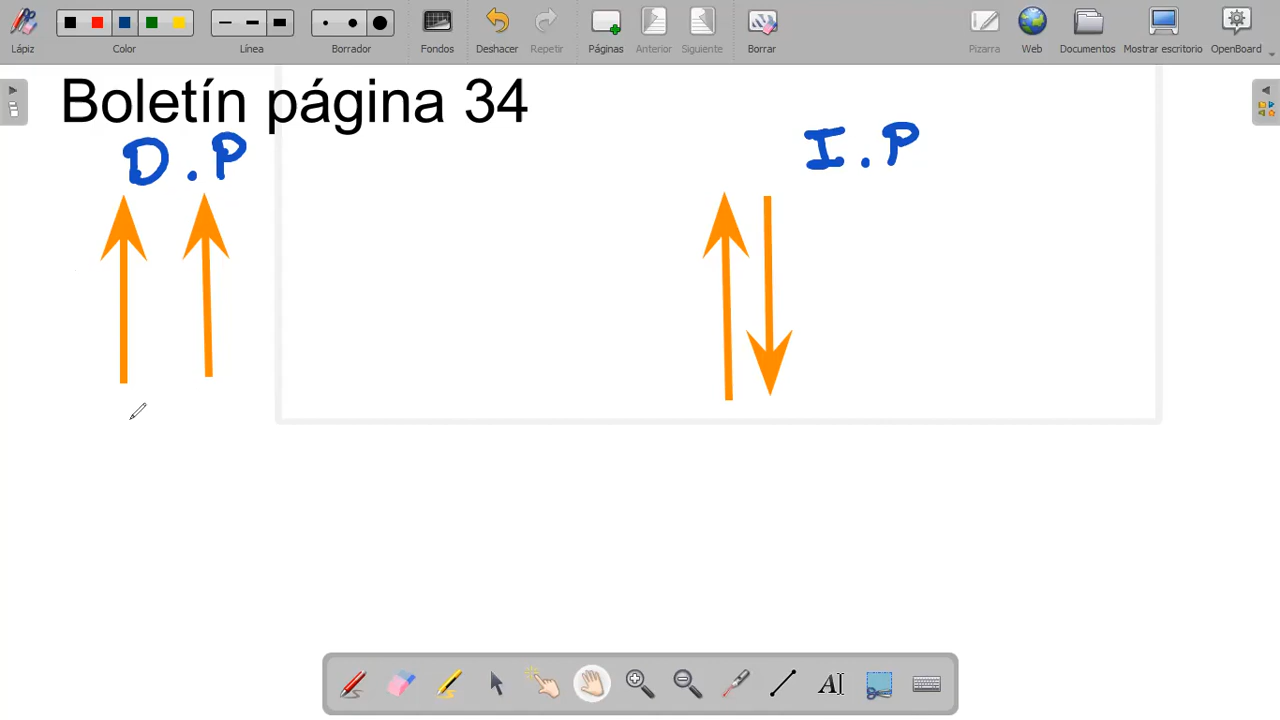 Lápiz Color Línea Borrador Fondos Deshacer Repetir Páginas Anterior Siguiente Borrar Pizarra Web Documentos Mostrar escritorio OpenBoard
Boletín página 34
D.P I.P
AI